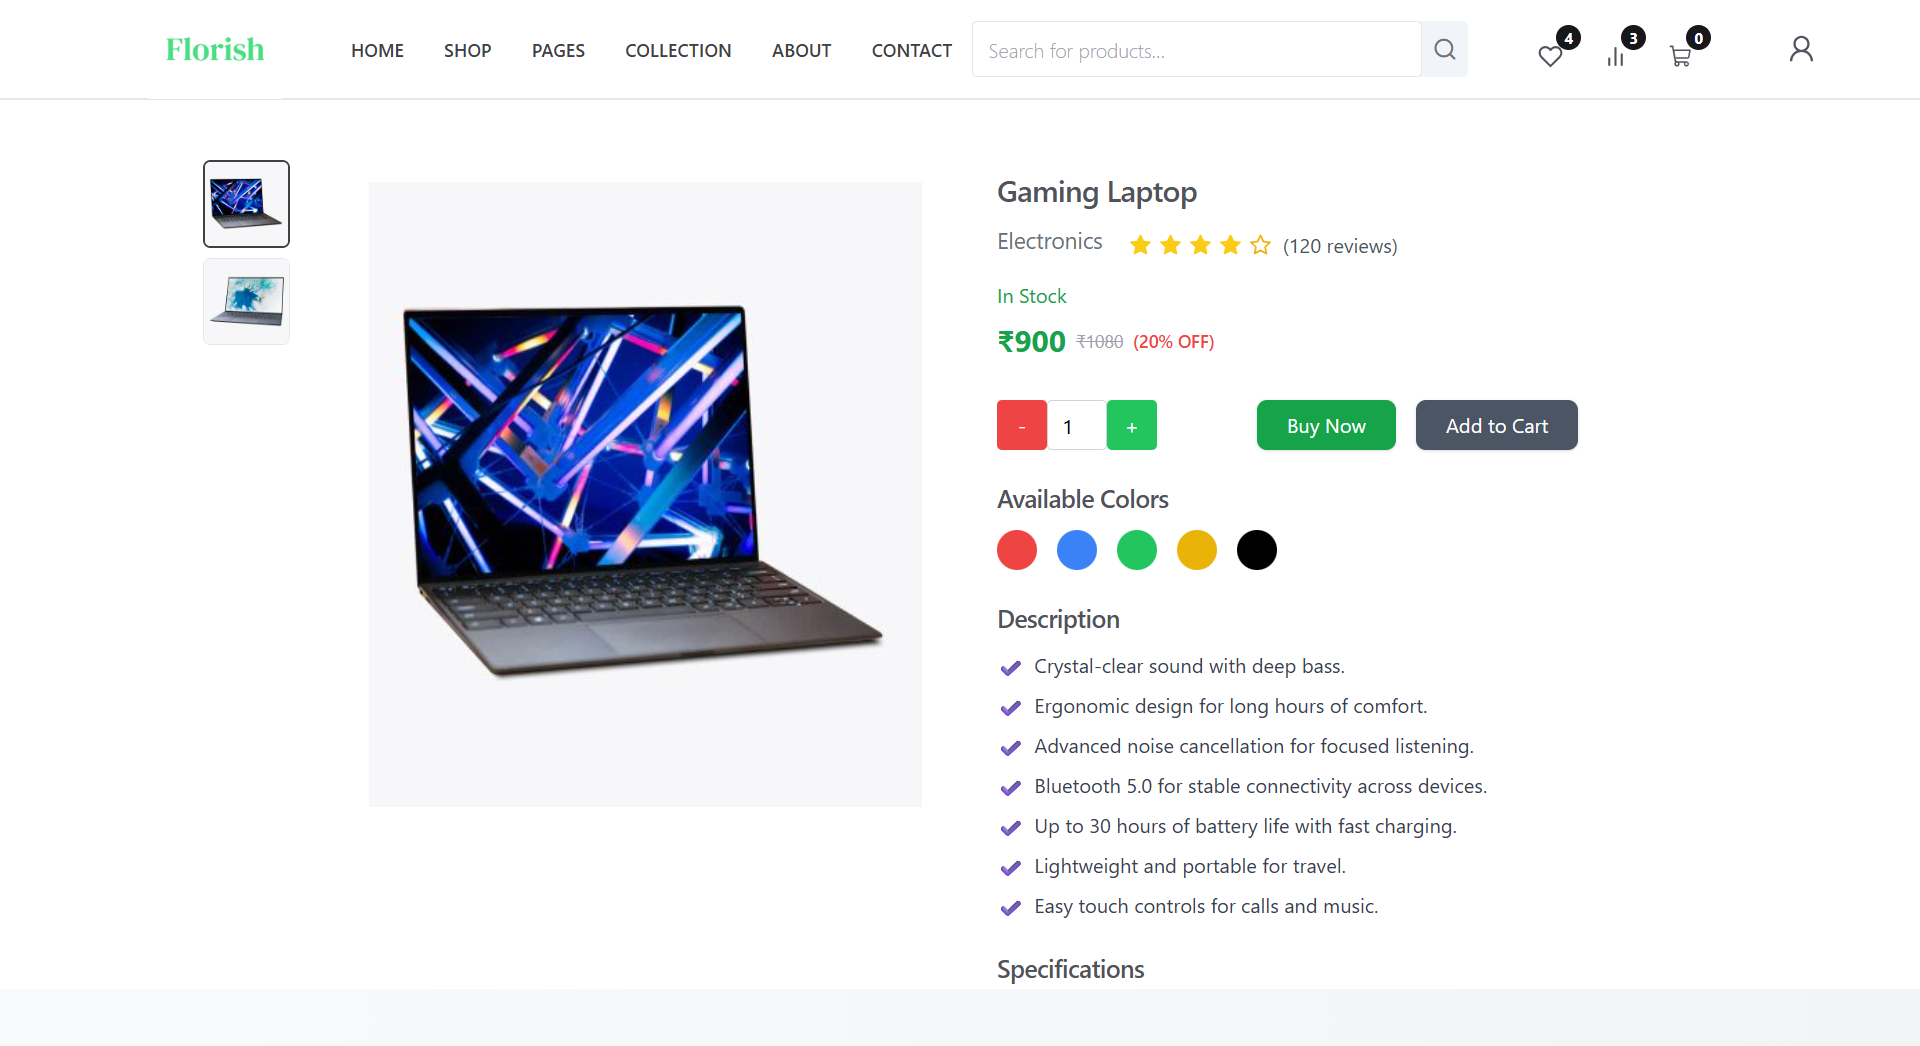 Florish
HOME SHOP PAGES COLLECTION ABOUT CONTACT
Search for products...
4
3
0
Gaming Laptop
Electronics (120 reviews)
In Stock
₹900 ₹1080 (20% OFF)
- 1 + Buy Now Add to Cart
Available Colors
Description
Crystal-clear sound with deep bass.
Ergonomic design for long hours of comfort.
Advanced noise cancellation for focused listening.
Bluetooth 5.0 for stable connectivity across devices.
Up to 30 hours of battery life with fast charging.
Lightweight and portable for travel.
Easy touch controls for calls and music.
Specifications